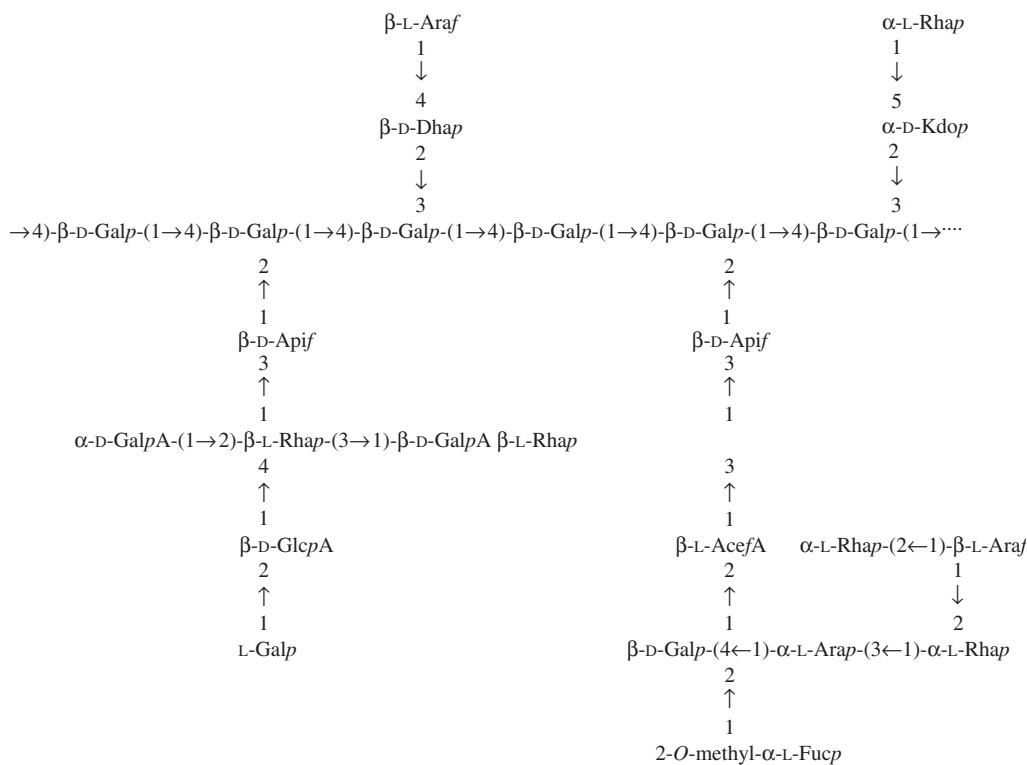 β-L-Araf α-L-Rhap
1 1
↓ ↓
4 5
β-D-Dhap α-D-Kdop
2 2
↓ ↓
3 3
→4)-β-D-Galp-(1→4)-β-D-Galp-(1→4)-β-D-Galp-(1→4)-β-D-Galp-(1→4)-β-D-Galp-(1→4)-β-D-Galp-(1→····
2 2
↑ ↑
1 1
β-D-Apif β-D-Apif
3 3
↑ ↑
1 1
α-D-GalpA-(1→2)-β-L-Rhap-(3→1)-β-D-GalpA β-L-Rhap
4 3
↑ ↑
1 1
β-D-GlcpA β-L-AcefA α-L-Rhap-(2←1)-β-L-Araf
2 2 1
↑ ↑ ↓
1 1 2
L-Galp β-D-Galp-(4←1)-α-L-Arap-(3←1)-α-L-Rhap
2
↑
1
2-O-methyl-α-L-Fucp